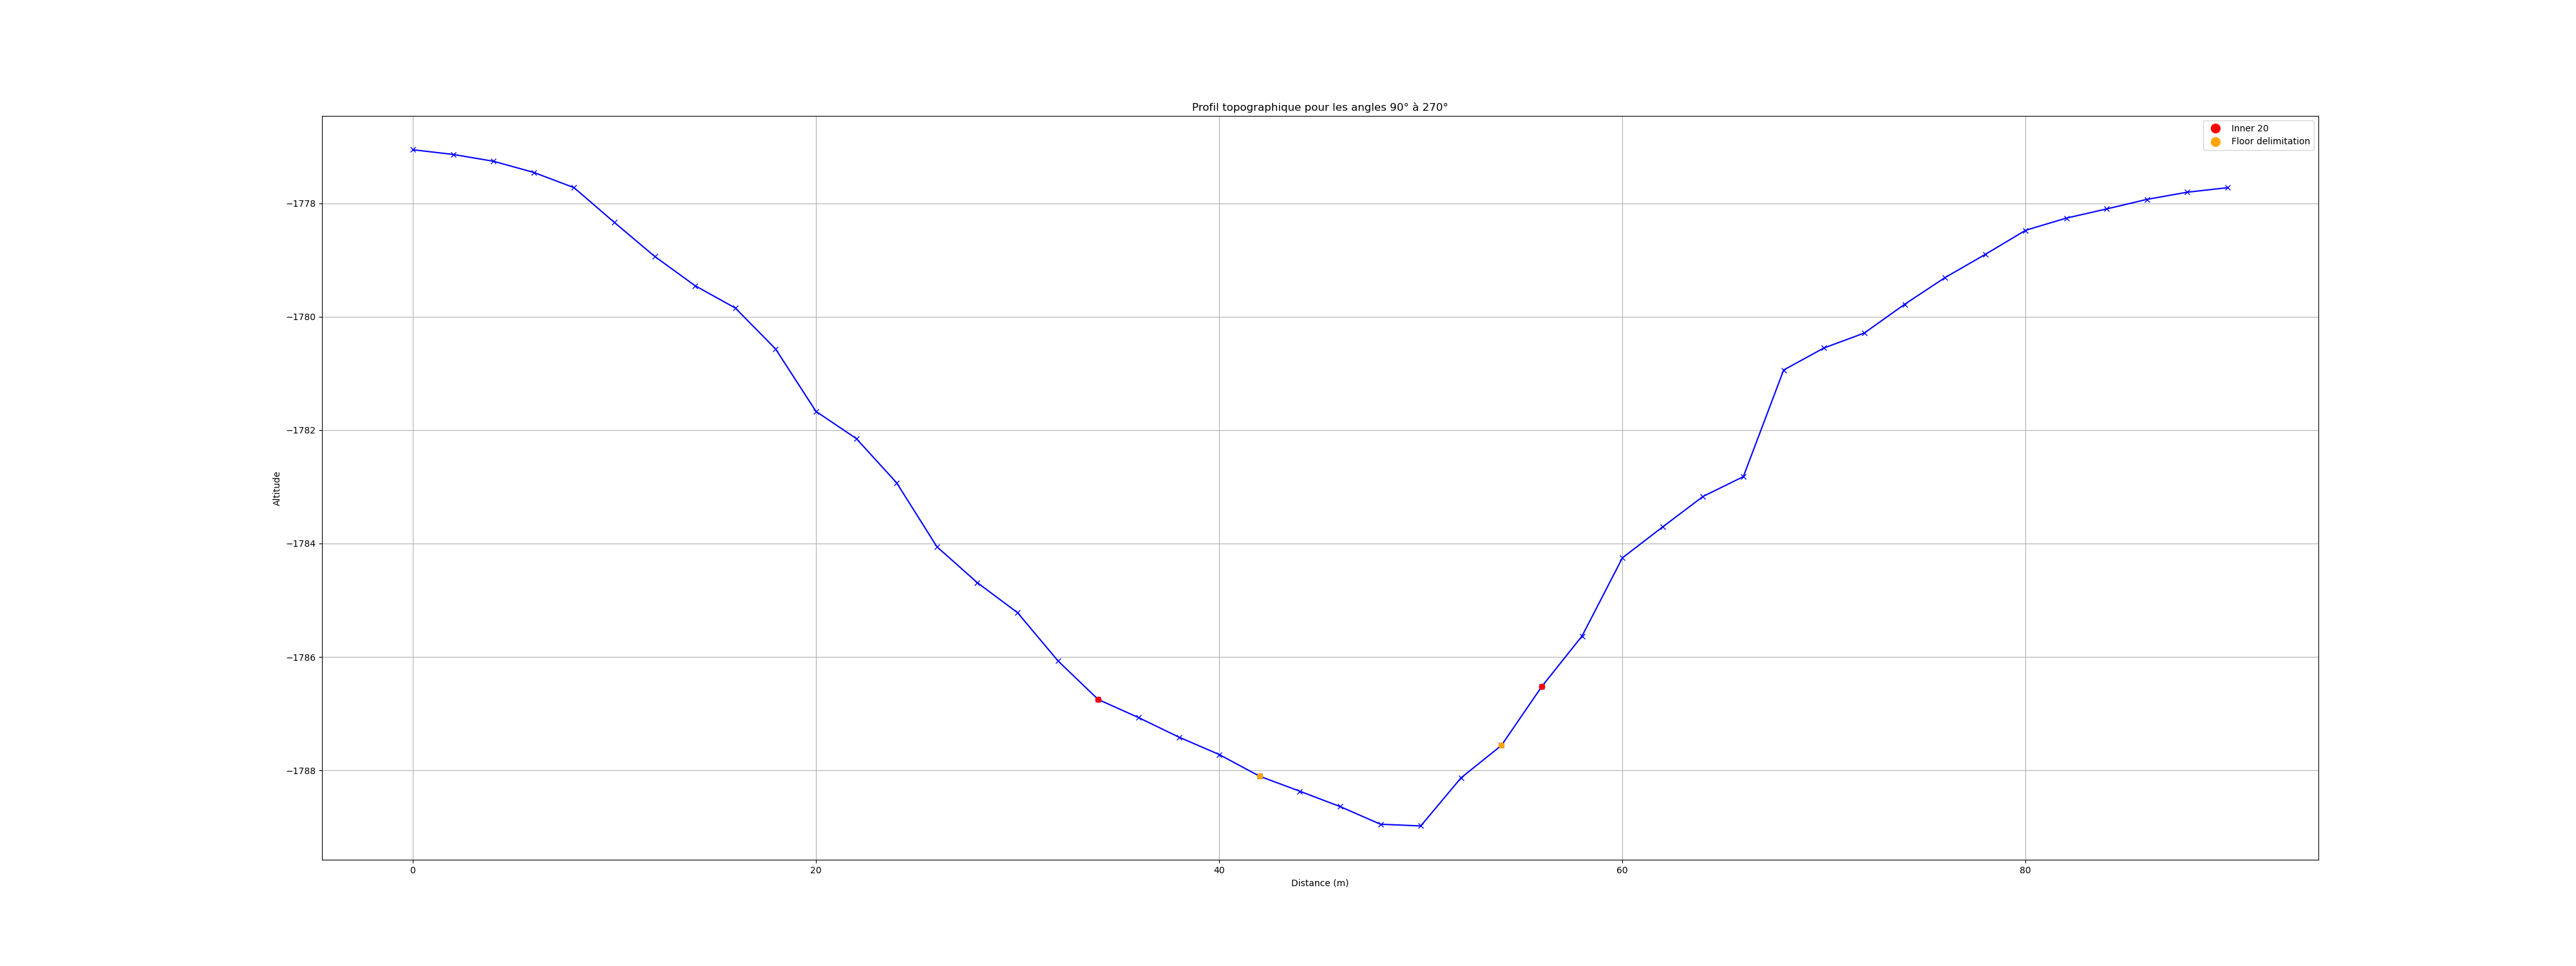 Profil topographique pour les angles 90° à 270°
Inner 20
Floor delimitation
−1778
−1780
−1782
−1784
−1786
−1788
Altitude
0 20 40 60 80
Distance (m)